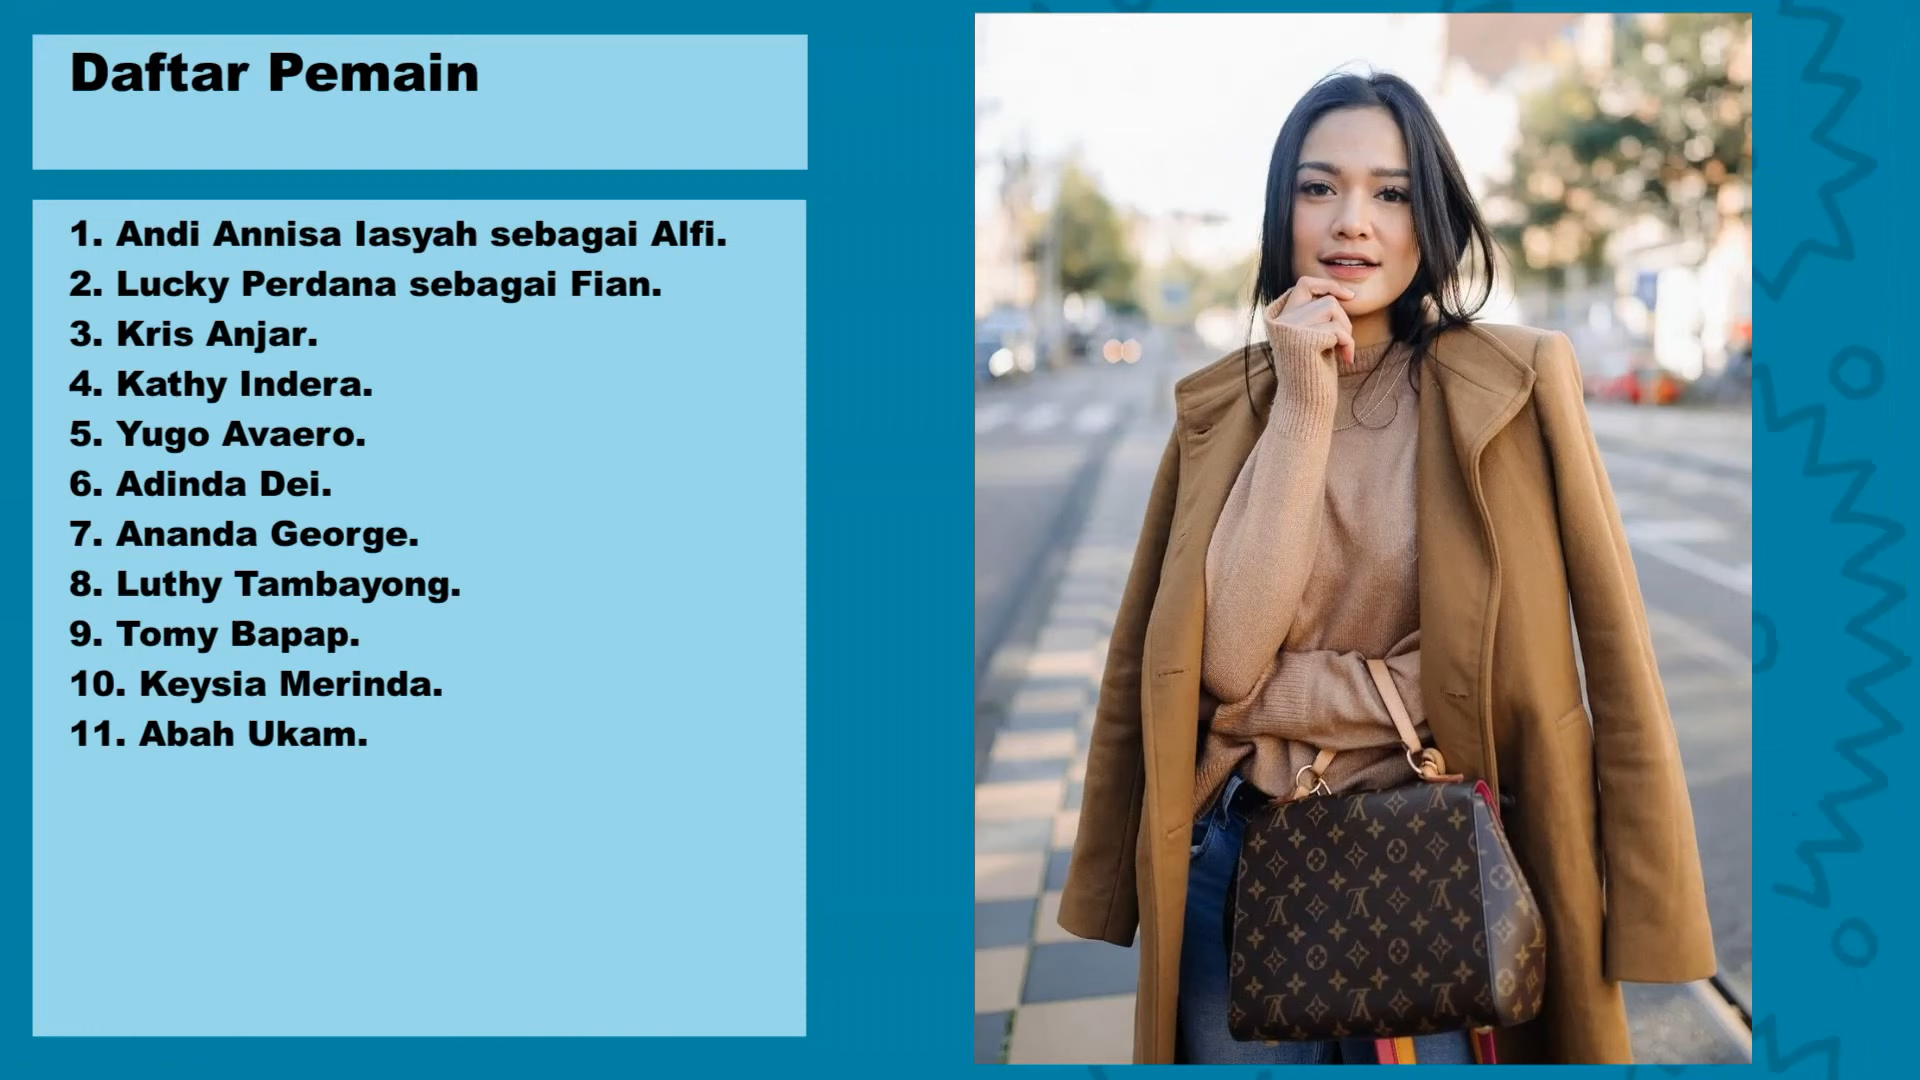 Daftar Pemain
1. Andi Annisa Iasyah sebagai Alfi.
2. Lucky Perdana sebagai Fian.
3. Kris Anjar.
4. Kathy Indera.
5. Yugo Avaero.
6. Adinda Dei.
7. Ananda George.
8. Luthy Tambayong.
9. Tomy Bapap.
10. Keysia Merinda.
11. Abah Ukam.